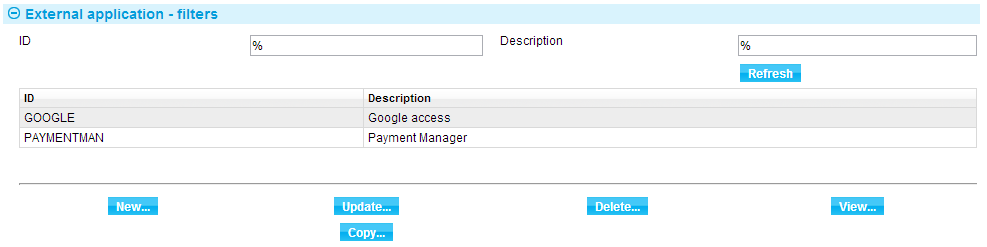 External application - filters
ID % Description %
Refresh
ID Description
GOOGLE Google access
PAYMENTMAN Payment Manager
New... Update... Delete... View...
Copy...